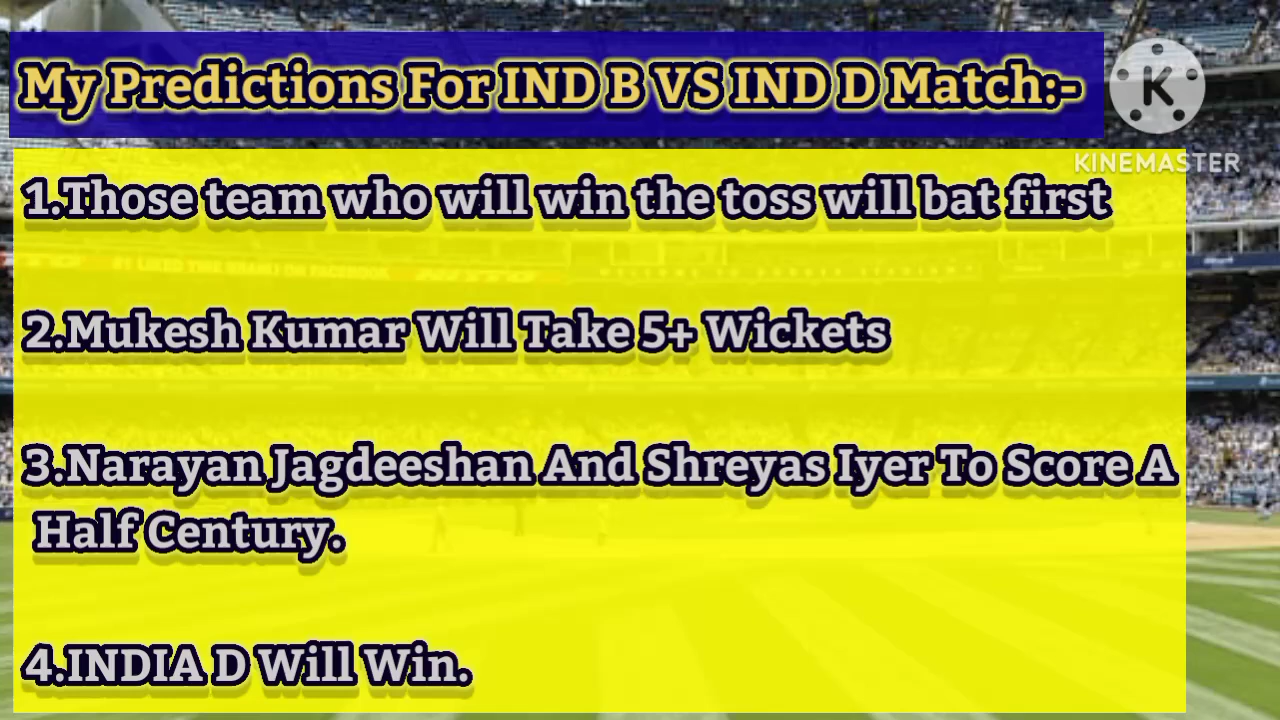 My Predictions For IND B VS IND D Match:-
K
KINEMASTER
1.Those team who will win the toss will bat first
2.Mukesh Kumar Will Take 5+ Wickets
3.Narayan Jagdeeshan And Shreyas Iyer To Score A
Half Century.
4.INDIA D Will Win.